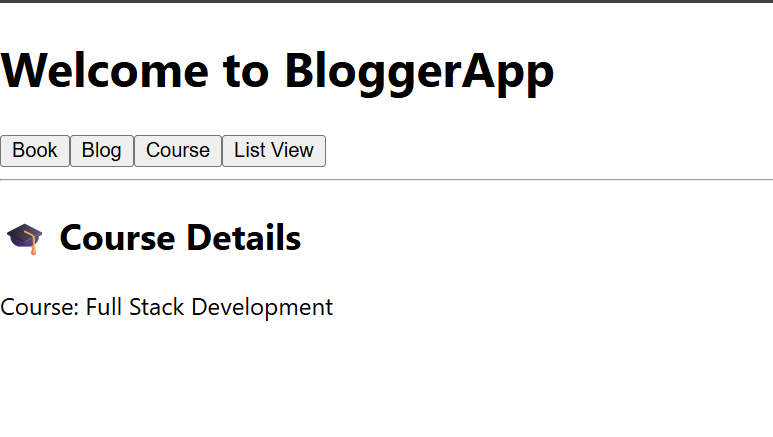 Welcome to BloggerApp
Book Blog Course List View
🎓 Course Details
Course: Full Stack Development